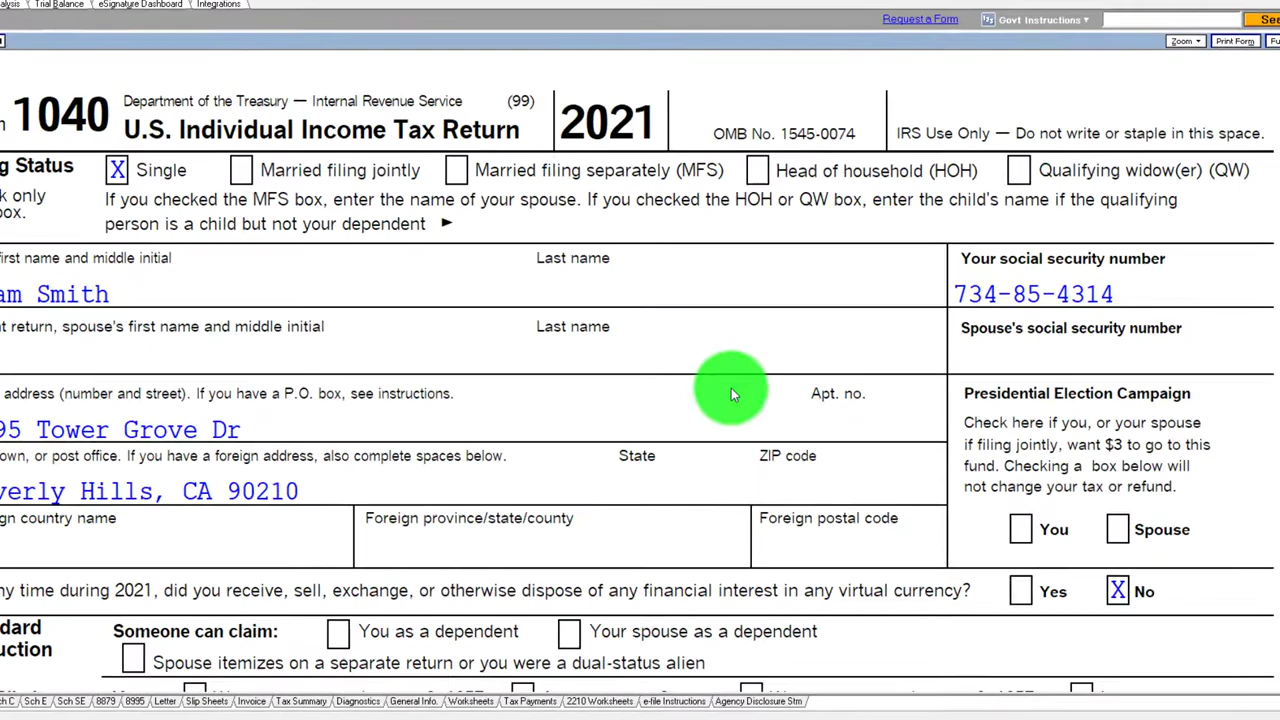 alysis Trial Balance eSignature Dashboard Integrations
Request a Form Govt Instructions
Zoom Print Form Fu
1040 Department of the Treasury — Internal Revenue Service (99)
U.S. Individual Income Tax Return 2021 OMB No. 1545-0074 IRS Use Only — Do not write or staple in this space.
g Status X Single Married filing jointly Married filing separately (MFS) Head of household (HOH) Qualifying widow(er) (QW)
k only
ox. If you checked the MFS box, enter the name of your spouse. If you checked the HOH or QW box, enter the child's name if the qualifying
person is a child but not your dependent ►
irst name and middle initial Last name Your social security number
am Smith 734-85-4314
t return, spouse's first name and middle initial Last name Spouse's social security number
address (number and street). If you have a P.O. box, see instructions. Apt. no.
95 Tower Grove Dr
own, or post office. If you have a foreign address, also complete spaces below. State ZIP code
verly Hills, CA 90210
gn country name Foreign province/state/county Foreign postal code
Presidential Election Campaign
Check here if you, or your spouse
if filing jointly, want $3 to go to this
fund. Checking a box below will
not change your tax or refund.
You Spouse
ny time during 2021, did you receive, sell, exchange, or otherwise dispose of any financial interest in any virtual currency? Yes X No
dard
uction
Someone can claim: You as a dependent Your spouse as a dependent
Spouse itemizes on a separate return or you were a dual-status alien
ch C Sch E Sch SE 8879 8995 Letter Slip Sheets Invoice Tax Summary Diagnostics General Info. Worksheets Tax Payments 2210 Worksheets e-file Instructions Agency Disclosure Stm